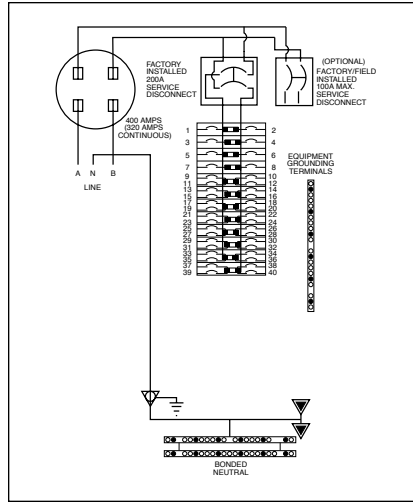 FACTORY
INSTALLED
200A
SERVICE
DISCONNECT
(OPTIONAL)
FACTORY/FIELD
INSTALLED
100A MAX.
SERVICE
DISCONNECT
400 AMPS
(320 AMPS
CONTINUOUS)
A N B
LINE
EQUIPMENT
GROUNDING
TERMINALS
1 2
3 4
5 6
7 8
9 10
11 12
13 14
15 16
17 18
19 20
21 22
23 24
25 26
27 28
29 30
31 32
33 34
35 36
37 38
39 40
BONDED
NEUTRAL